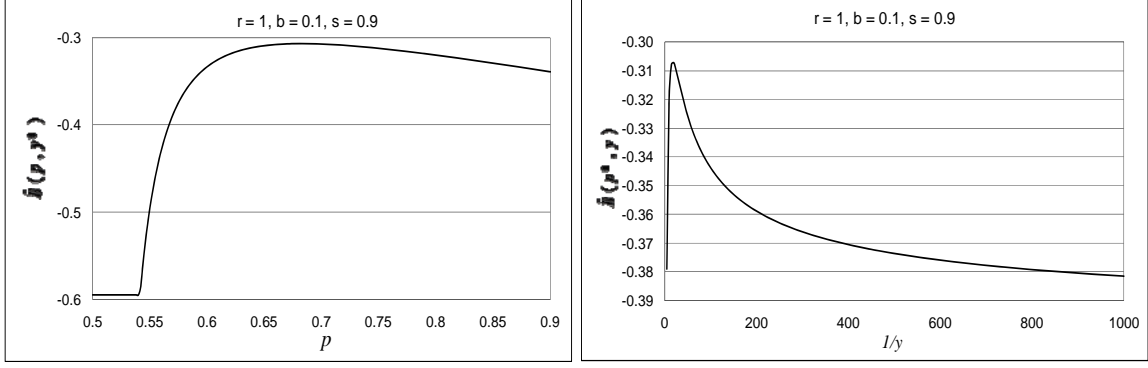 r = 1, b = 0.1, s = 0.9
-0.3
-0.4
-0.5
-0.6
0.5 0.55 0.6 0.65 0.7 0.75 0.8 0.85 0.9
p
r = 1, b = 0.1, s = 0.9
-0.30
-0.31
-0.32
-0.33
-0.34
-0.35
-0.36
-0.37
-0.38
-0.39
0 200 400 600 800 1000
1/y